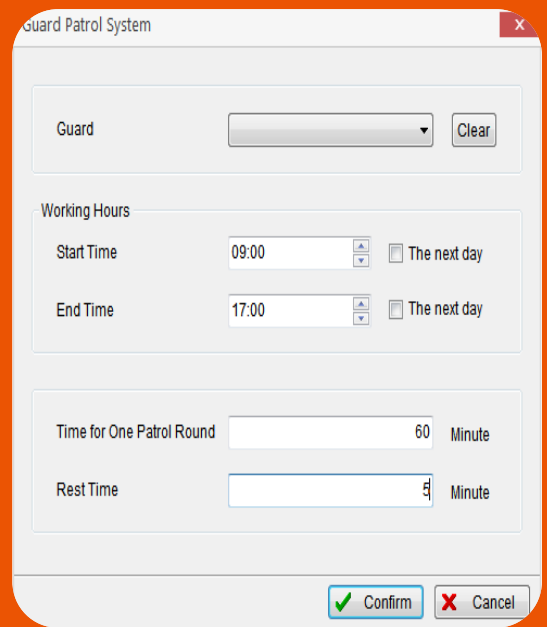 Guard Patrol System
X
Guard
Clear
Working Hours
Start Time 09:00 The next day
End Time 17:00 The next day
Time for One Patrol Round 60 Minute
Rest Time 5 Minute
Confirm Cancel